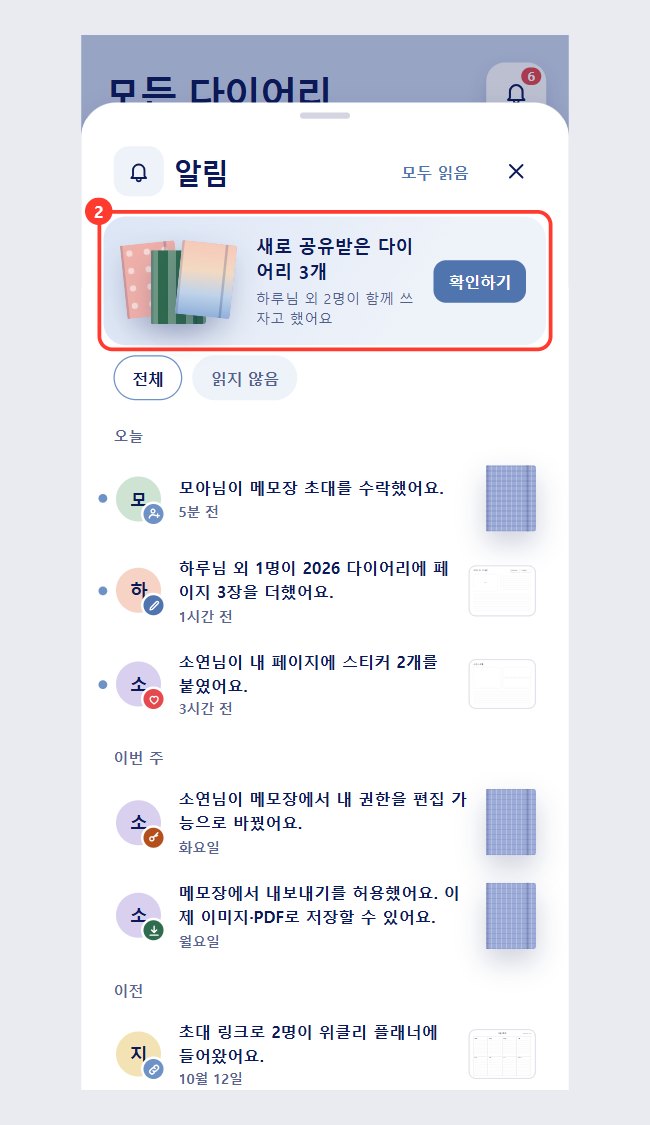 모든 다이어리
6
알림
모두 읽음
2
새로 공유받은 다이
어리 3개
하루님 외 2명이 함께 쓰
자고 했어요
확인하기
전체
읽지 않음
오늘
모
모아님이 메모장 초대를 수락했어요.
5분 전
하
하루님 외 1명이 2026 다이어리에 페
이지 3장을 더했어요.
1시간 전
소
소연님이 내 페이지에 스티커 2개를
붙였어요.
3시간 전
이번 주
소
소연님이 메모장에서 내 권한을 편집 가
능으로 바꿨어요.
화요일
소
메모장에서 내보내기를 허용했어요. 이
제 이미지·PDF로 저장할 수 있어요.
월요일
이전
지
초대 링크로 2명이 위클리 플래너에
들어왔어요.
10월 12일